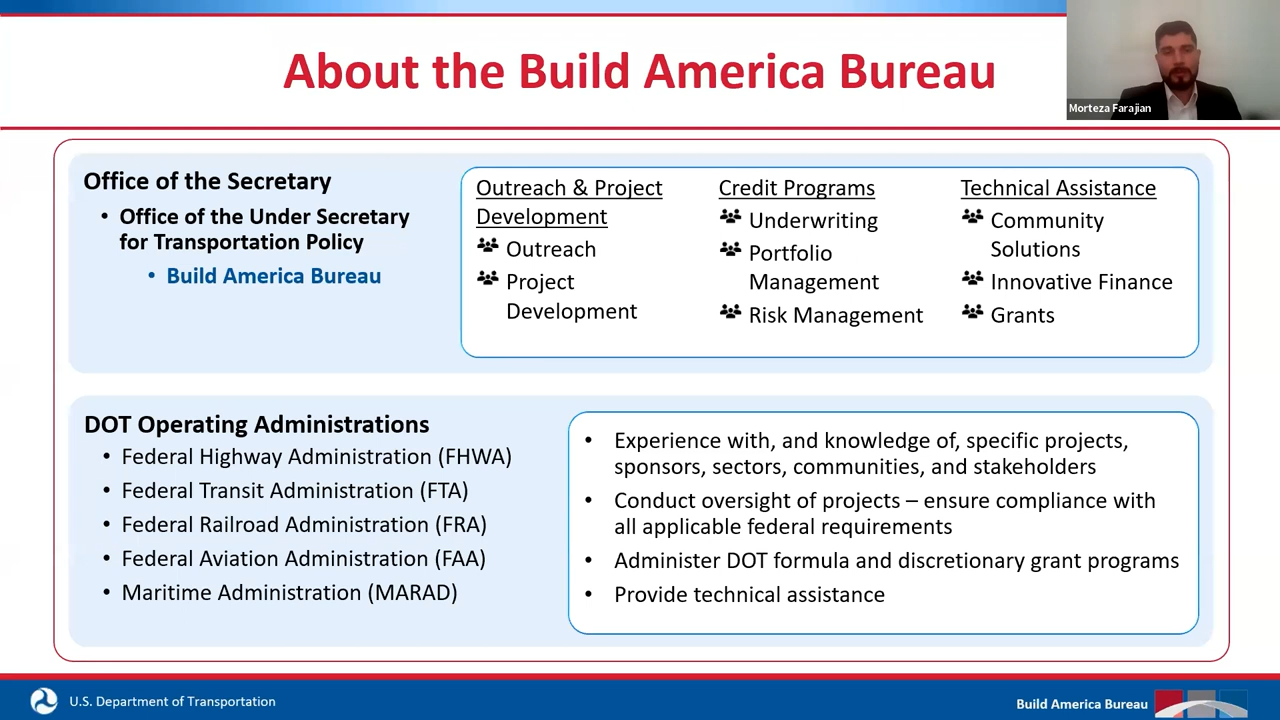 About the Build America Bureau
Morteza Farajian
Office of the Secretary
• Office of the Under Secretary
for Transportation Policy
• Build America Bureau
Outreach & Project
Development
Outreach
Project
Development
Credit Programs
Underwriting
Portfolio
Management
Risk Management
Technical Assistance
Community
Solutions
Innovative Finance
Grants
DOT Operating Administrations
• Federal Highway Administration (FHWA)
• Federal Transit Administration (FTA)
• Federal Railroad Administration (FRA)
• Federal Aviation Administration (FAA)
• Maritime Administration (MARAD)
• Experience with, and knowledge of, specific projects,
sponsors, sectors, communities, and stakeholders
• Conduct oversight of projects – ensure compliance with
all applicable federal requirements
• Administer DOT formula and discretionary grant programs
• Provide technical assistance
U.S. Department of Transportation
Build America Bureau